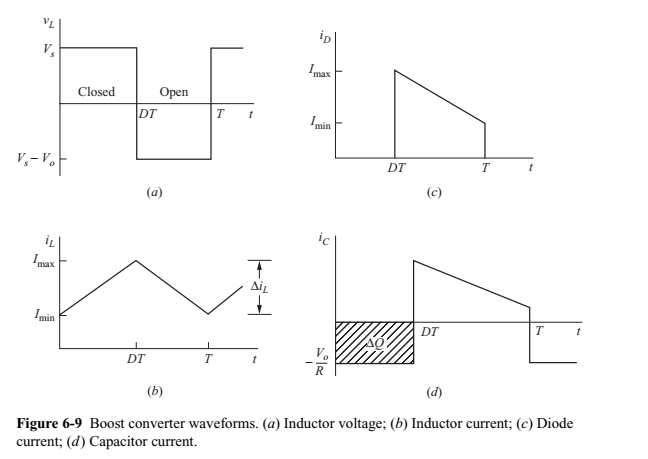 v_L
V_s
Closed
Open
DT
T
t
V_s – V_o
(a)
i_D
I_max
I_min
DT
T
t
(c)
i_L
I_max
Δi_L
I_min
DT
T
t
(b)
i_C
ΔQ
DT
T
t
–V_o/R
(d)
Figure 6-9 Boost converter waveforms. (a) Inductor voltage; (b) Inductor current; (c) Diode
current; (d) Capacitor current.